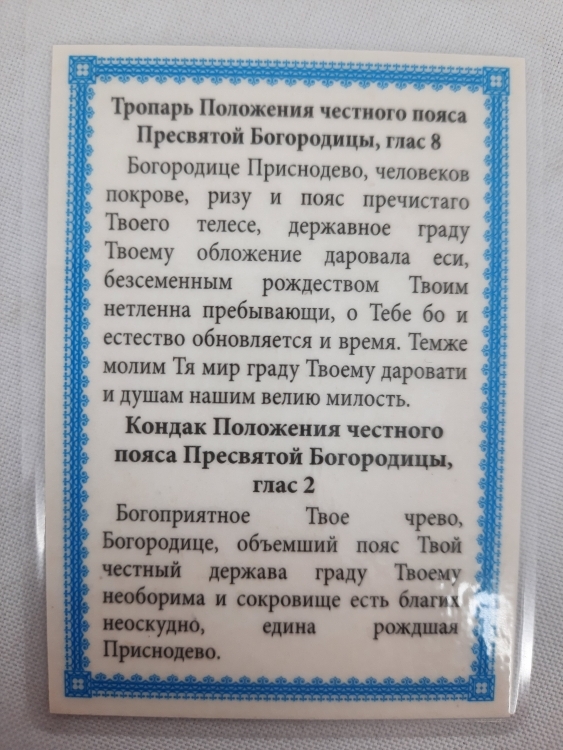 Тропарь Положения честного пояса
Пресвятой Богородицы, глас 8
Богородице Приснодево, человеков
покрове, ризу и пояс пречистаго
Твоего телесе, державное граду
Твоему обложение даровала еси,
безсеменным рождеством Твоим
нетленна пребывающи, о Тебе бо и
естество обновляется и время. Темже
молим Тя мир граду Твоему даровати
и душам нашим велию милость.
Кондак Положения честного
пояса Пресвятой Богородицы,
глас 2
Богоприятное Твое чрево,
Богородице, объемший пояс Твой
честный держава граду Твоему
необорима и сокровище есть благих
неоскудно, едина рождшая
Приснодево.